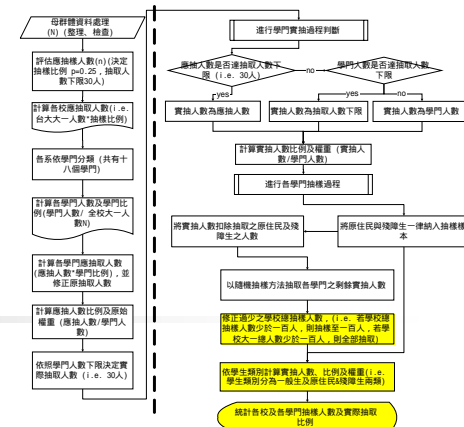 母群體資料處理
(N) (整理、檢查)
評估應抽樣人數(n)(決定
抽樣比例 p=0.25，抽取人
數下限30人)
計算各校應抽取人數(i.e.
台大大一人數*抽樣比例)
各系依學門分類 (共有十
八個學門)
計算各學門人數及學門比
例(學門人數/ 全校大一人
數N)
計算各學門應抽取人數
(應抽人數*學門比例)，並
修正原抽取人數
計算應抽人數比例及原始
權重 (應抽人數/學門人
數)
依照學門人數下限決定實
際抽取人數 (i.e. 30人)
進行學門實抽過程判斷
應抽人數是否達抽取人數下
限 (i.e. 30人)
no
學門人數是否達抽取人數
下限
yes
yes
no
實抽人數為應抽人數
實抽人數為抽取人數下限
實抽人數為學門人數
計算實抽人數比例及權重 (實抽人
數/學門人數)
進行各學門抽樣過程
將實抽人數扣除抽取之原住民及殘
障生之人數
將原住民與殘障生一律納入抽樣樣
本
以隨機抽樣方法抽取各學門之剩餘實抽人數
修正過少之學校總抽樣人數，(i.e. 若學校總
抽樣人數少於一百人，則抽樣至一百人，若學
校大一總人數少於一百人，則全部抽取)
依學生類別計算實抽人數、比例及權重(i.e.
學生類別分為一般生及原住民&殘障生兩類)
統計各校及各學門抽樣人數及實際抽取
比例